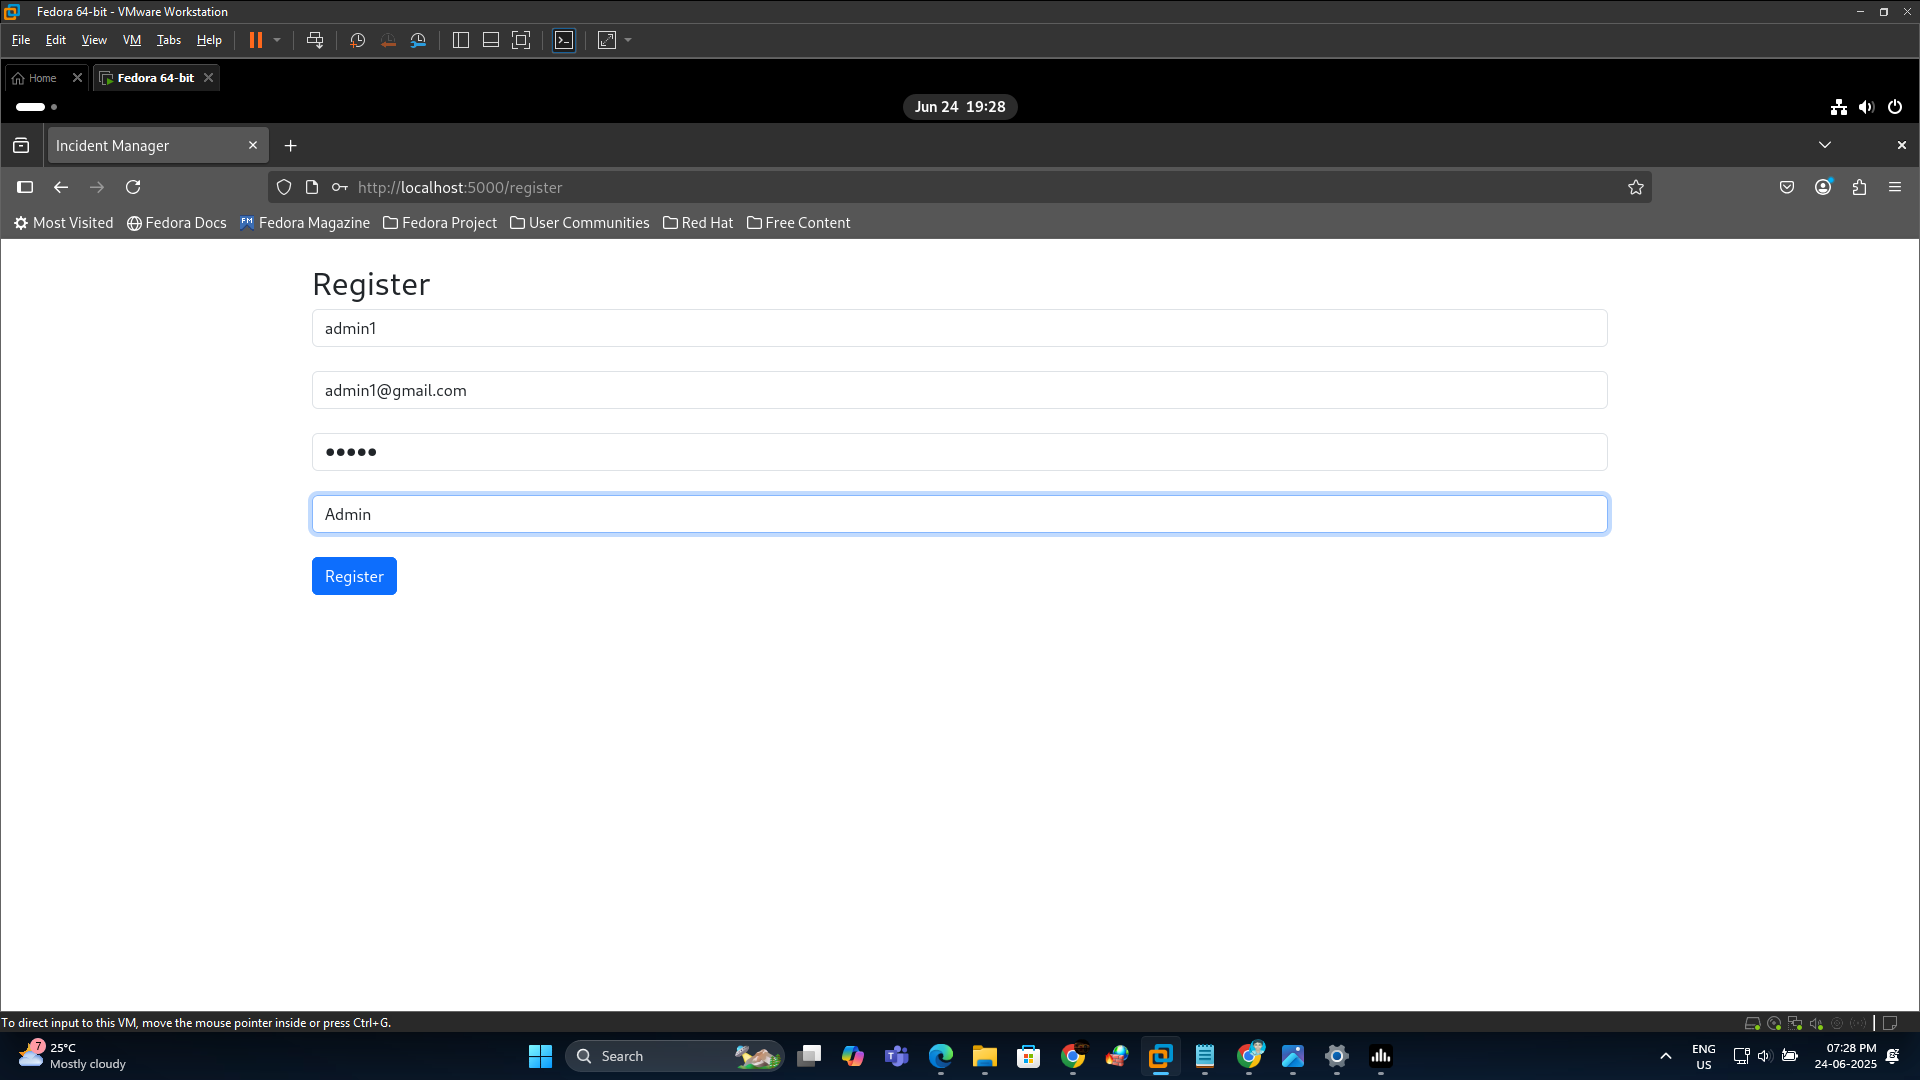 Fedora 64-bit - VMware Workstation
File Edit View VM Tabs Help
Home Fedora 64-bit
Jun 24 19:28
Incident Manager
http://localhost:5000/register
Most Visited Fedora Docs Fedora Magazine Fedora Project User Communities Red Hat Free Content
Register
admin1
admin1@gmail.com
•••••
Admin
Register
To direct input to this VM, move the mouse pointer inside or press Ctrl+G.
7
25°C
Mostly cloudy
Search
ENG
US
07:28 PM
24-06-2025